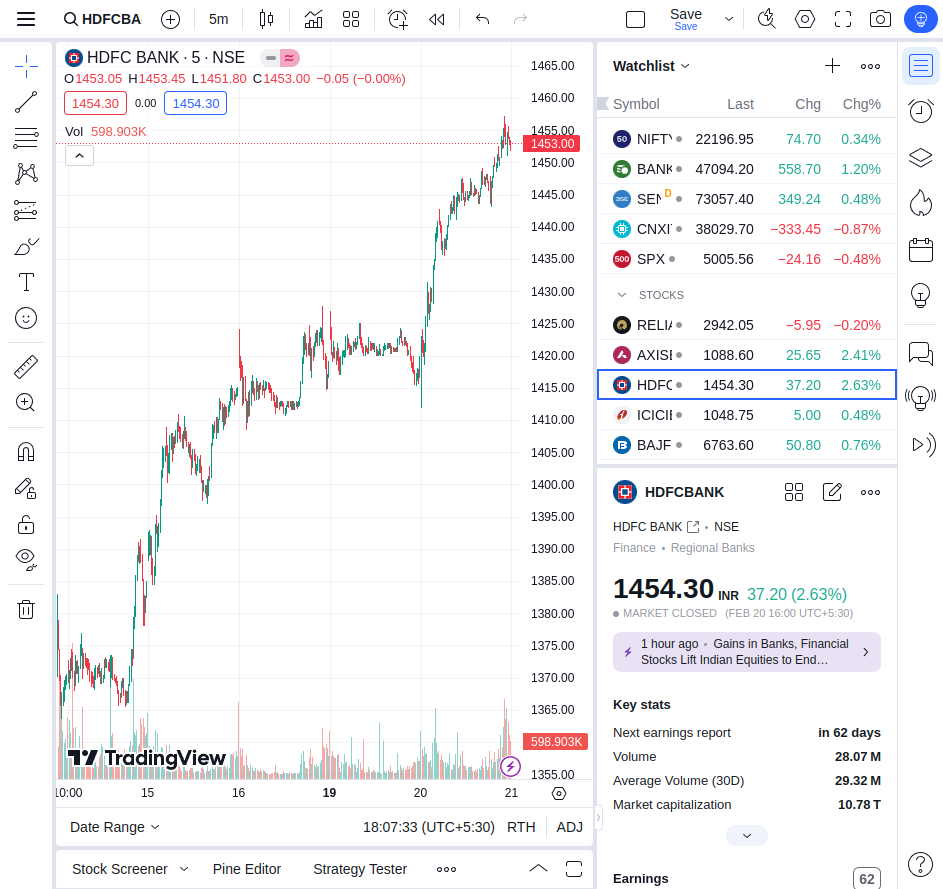 HDFCBA 5m Save
Save
HDFC BANK · 5 · NSE
O1453.05 H1453.45 L1451.80 C1453.00 −0.05 (−0.00%)
1454.30 0.00 1454.30
Vol 598.903K
1465.00
1460.00
1455.00
1453.00
1450.00
1445.00
1440.00
1435.00
1430.00
1425.00
1420.00
1415.00
1410.00
1405.00
1400.00
1395.00
1390.00
1385.00
1380.00
1375.00
1370.00
1365.00
598.903K
1355.00
TradingView
10:00 15 16 19 20 21
Date Range 18:07:33 (UTC+5:30) RTH ADJ
Stock Screener Pine Editor Strategy Tester
Watchlist
Symbol Last Chg Chg%
50 NIFTY 22196.95 74.70 0.34%
BANK 47094.20 558.70 1.20%
SEN D 73057.40 349.24 0.48%
CNXI 38029.70 −333.45 −0.87%
500 SPX 5005.56 −24.16 −0.48%
STOCKS
RELIA 2942.05 −5.95 −0.20%
AXISB 1088.60 25.65 2.41%
HDFC 1454.30 37.20 2.63%
ICICIB 1048.75 5.00 0.48%
BAJF 6763.60 50.80 0.76%
HDFCBANK
HDFC BANK • NSE
Finance • Regional Banks
1454.30 INR 37.20 (2.63%)
MARKET CLOSED (FEB 20 16:00 UTC+5:30)
1 hour ago • Gains in Banks, Financial
Stocks Lift Indian Equities to End…
Key stats
Next earnings report in 62 days
Volume 28.07 M
Average Volume (30D) 29.32 M
Market capitalization 10.78 T
Earnings 62